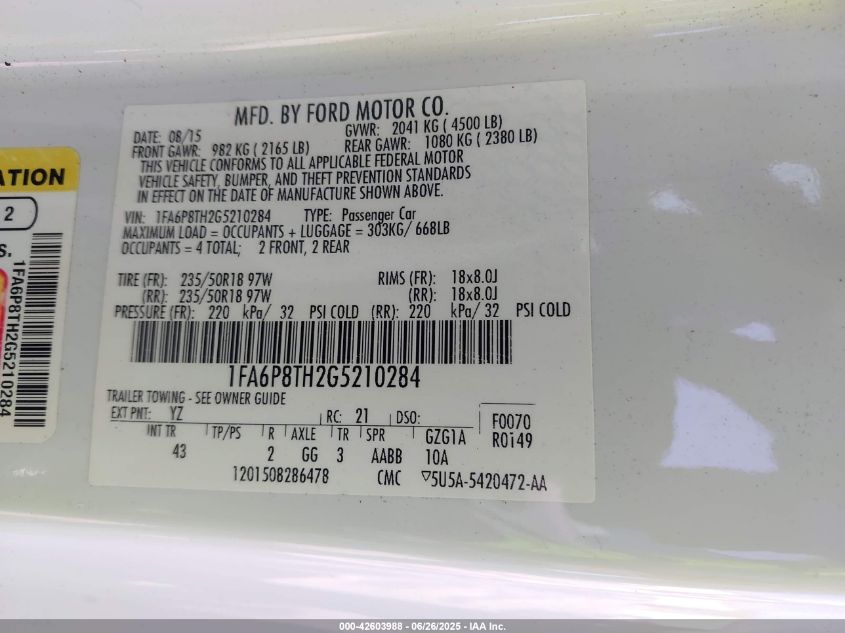 MFD. BY FORD MOTOR CO.
DATE: 08/15 GVWR: 2041 KG ( 4500 LB)
FRONT GAWR: 982 KG ( 2165 LB) REAR GAWR: 1080 KG ( 2380 LB)
THIS VEHICLE CONFORMS TO ALL APPLICABLE FEDERAL MOTOR
VEHICLE SAFETY, BUMPER, AND THEFT PREVENTION STANDARDS
IN EFFECT ON THE DATE OF MANUFACTURE SHOWN ABOVE.
VIN: 1FA6P8TH2G5210284 TYPE: Passenger Car
MAXIMUM LOAD = OCCUPANTS + LUGGAGE = 303KG/ 668LB
OCCUPANTS = 4 TOTAL; 2 FRONT, 2 REAR
TIRE (FR): 235/50R18 97W RIMS (FR): 18x8.0J
(RR): 235/50R18 97W (RR): 18x8.0J
PRESSURE (FR): 220 kPa/ 32 PSI COLD (RR): 220 kPa/ 32 PSI COLD
1FA6P8TH2G5210284
TRAILER TOWING - SEE OWNER GUIDE
EXT PNT: YZ RC: 21 DSO: F0070
R0149
INT TR TP/PS R AXLE TR SPR GZG1A
43 2 GG 3 AABB 10A
1201508286478 CMC ▽5U5A-5420472-AA
ATION
2
S.
1FA6P8TH2G5210284
000-42603988 - 06/26/2025 - IAA Inc.